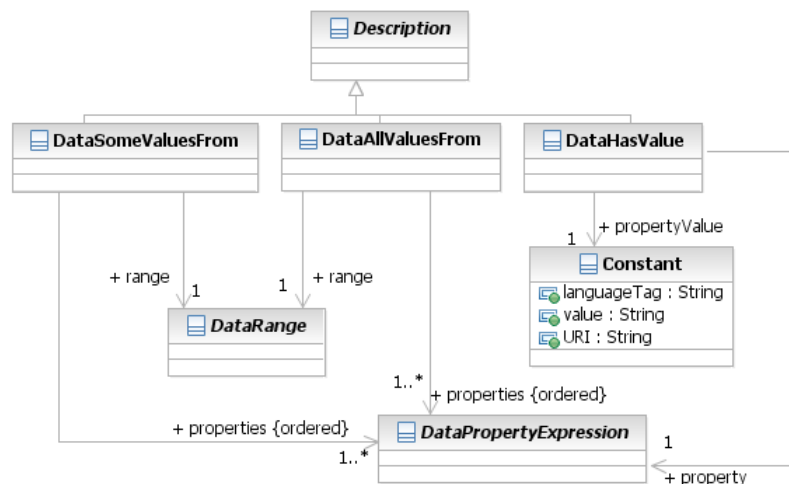 Description
DataSomeValuesFrom
DataAllValuesFrom
DataHasValue
+ propertyValue
1
Constant
languageTag : String
value : String
URI : String
+ range
1
1
+ range
DataRange
1..*
+ properties {ordered}
+ properties {ordered}
1..*
DataPropertyExpression
1
+ property